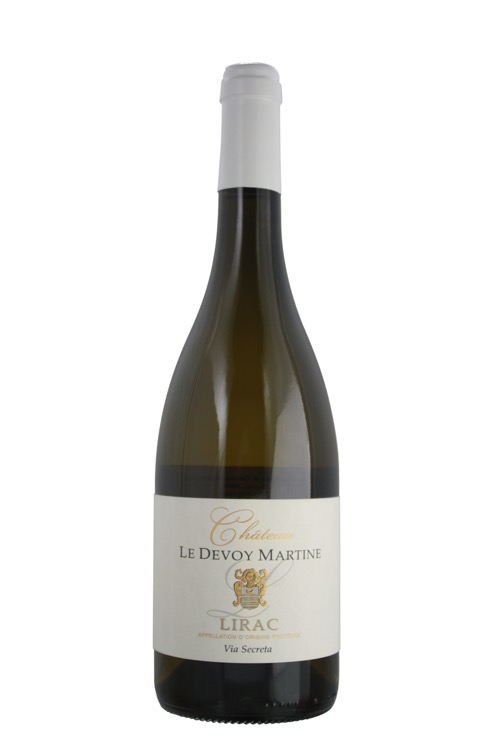 Château
LE DEVOY MARTINE
L
LIRAC
APPELLATION D'ORIGINE PROTÉGÉE
Via Secreta